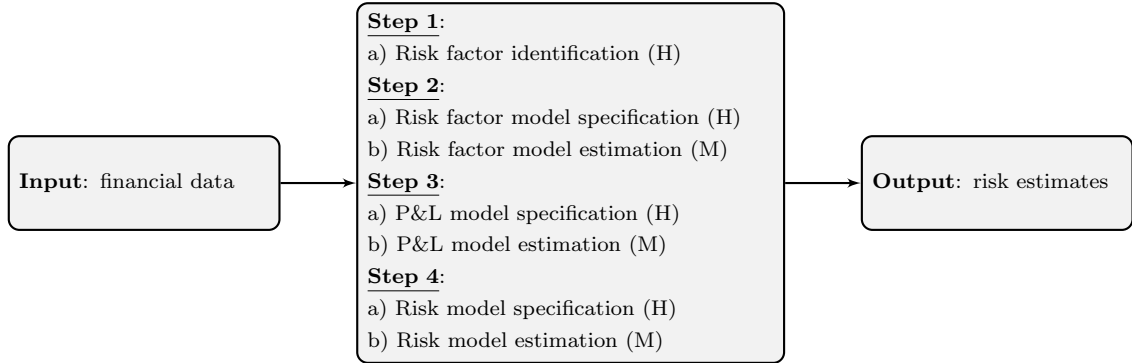 Input: financial data
Step 1:
a) Risk factor identification (H)
Step 2:
a) Risk factor model specification (H)
b) Risk factor model estimation (M)
Step 3:
a) P&L model specification (H)
b) P&L model estimation (M)
Step 4:
a) Risk model specification (H)
b) Risk model estimation (M)
Output: risk estimates